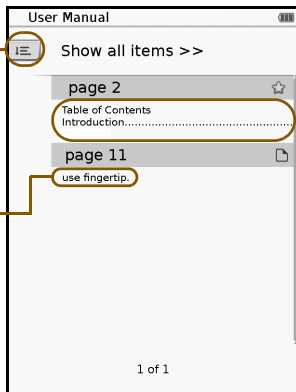 User Manual
Show all items >>
page 2
Table of Contents
Introduction......................................................
page 11
use fingertip.
1 of 1